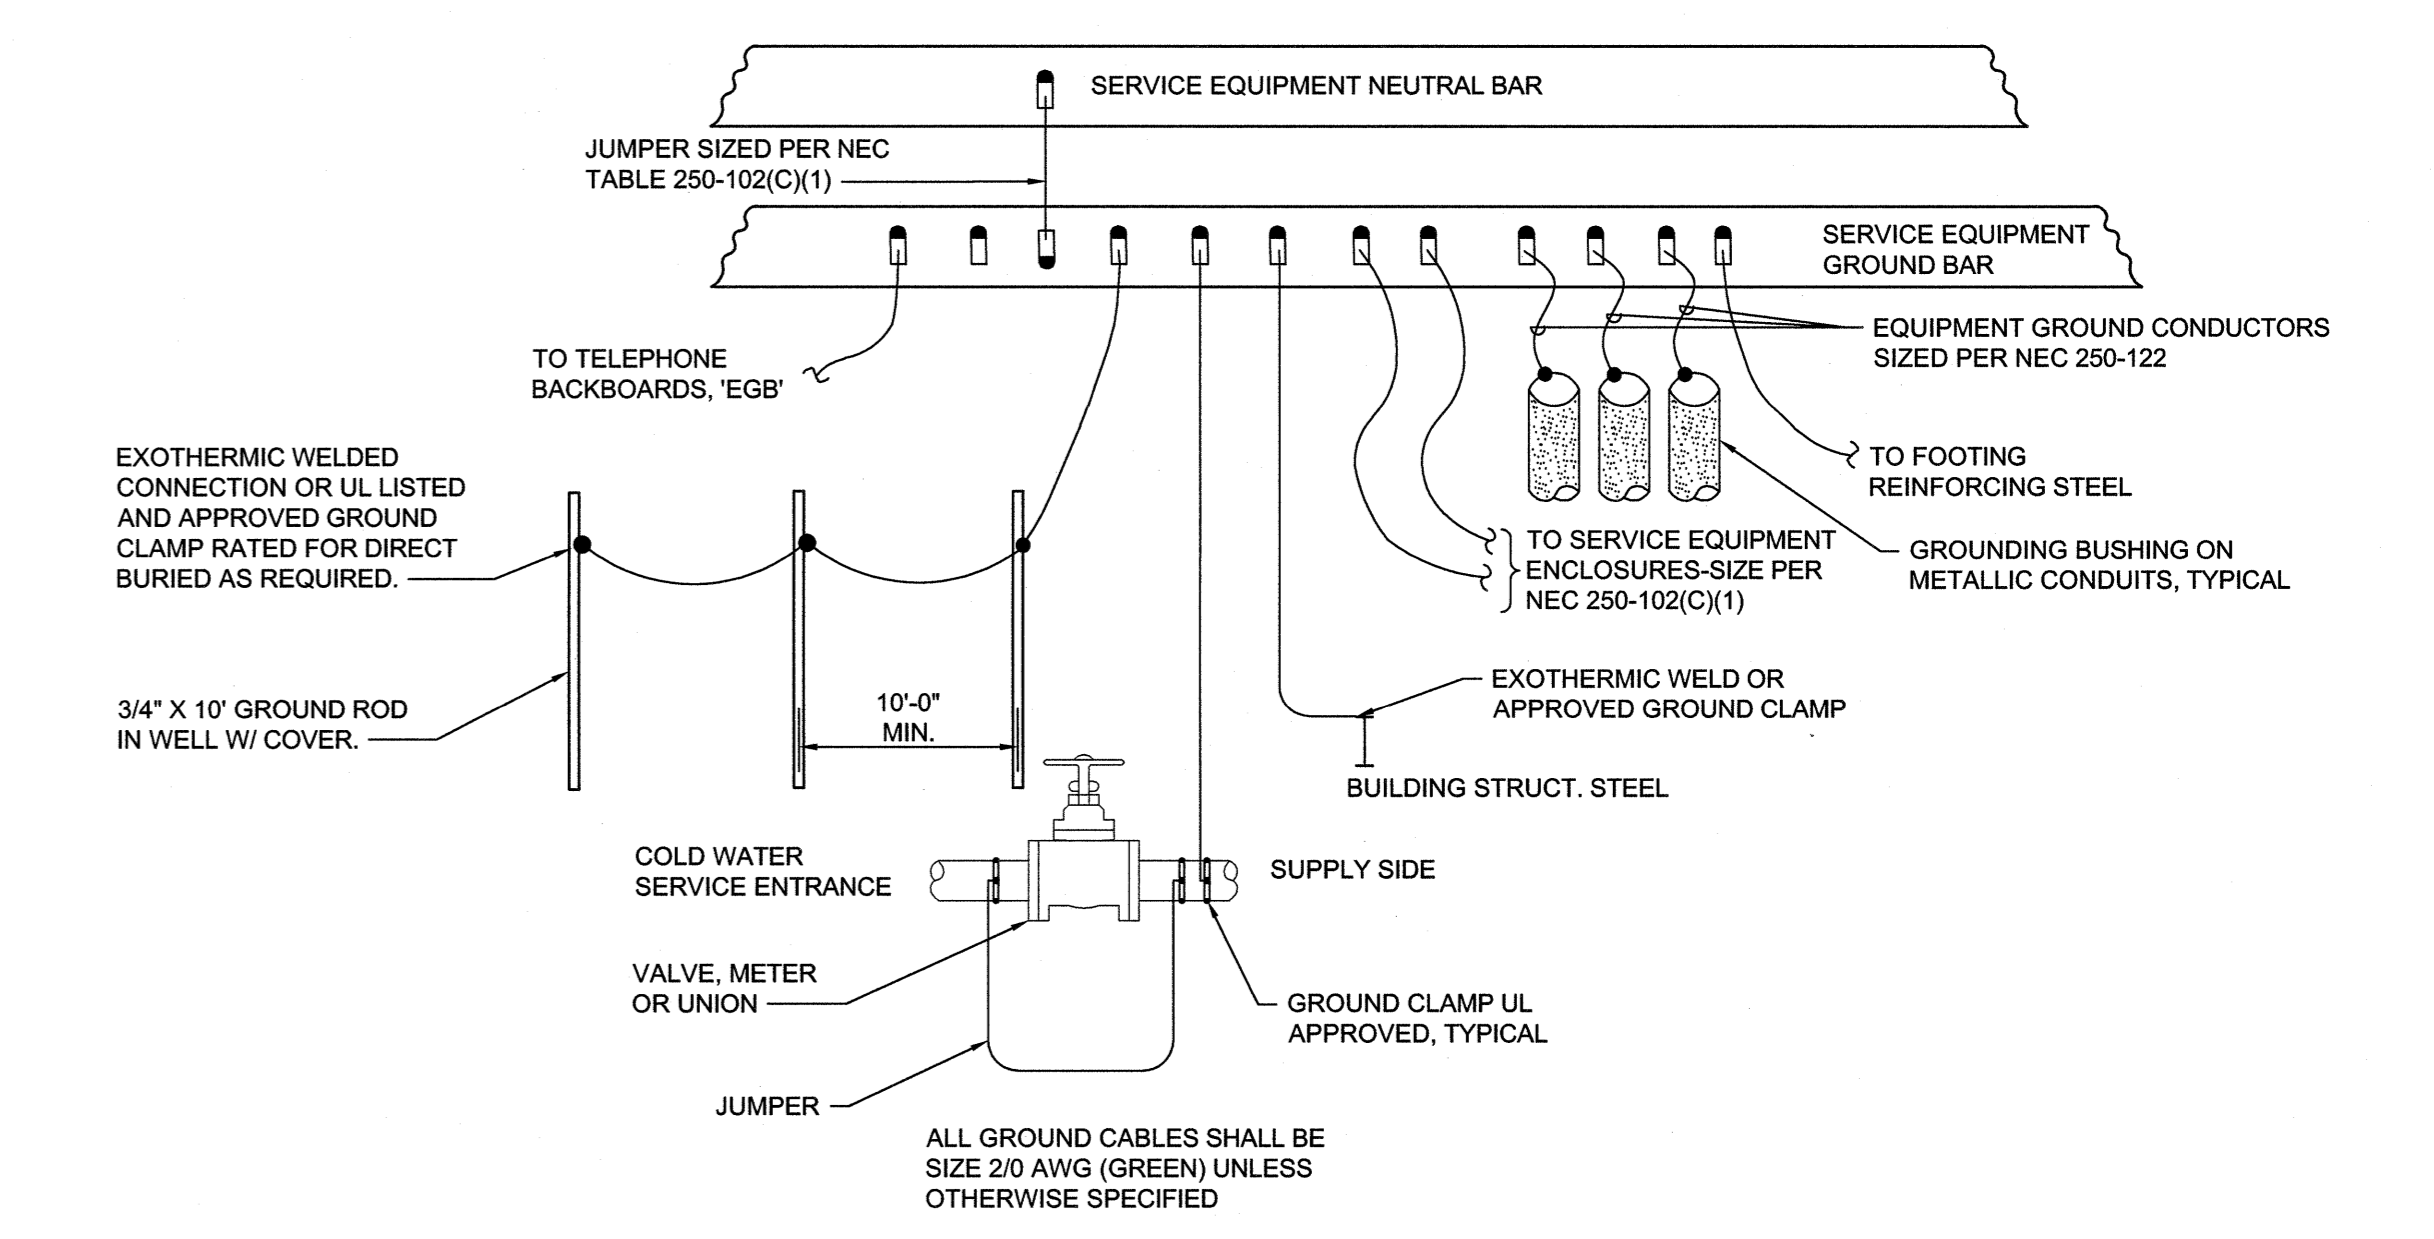 SERVICE EQUIPMENT NEUTRAL BAR
JUMPER SIZED PER NEC
TABLE 250-102(C)(1)
SERVICE EQUIPMENT
GROUND BAR
EQUIPMENT GROUND CONDUCTORS
SIZED PER NEC 250-122
TO TELEPHONE
BACKBOARDS, 'EGB'
EXOTHERMIC WELDED
CONNECTION OR UL LISTED
AND APPROVED GROUND
CLAMP RATED FOR DIRECT
BURIED AS REQUIRED.
TO FOOTING
REINFORCING STEEL
TO SERVICE EQUIPMENT
ENCLOSURES-SIZE PER
NEC 250-102(C)(1)
GROUNDING BUSHING ON
METALLIC CONDUITS, TYPICAL
3/4" X 10' GROUND ROD
IN WELL W/ COVER.
10'-0"
MIN.
EXOTHERMIC WELD OR
APPROVED GROUND CLAMP
BUILDING STRUCT. STEEL
COLD WATER
SERVICE ENTRANCE
SUPPLY SIDE
VALVE, METER
OR UNION
GROUND CLAMP UL
APPROVED, TYPICAL
JUMPER
ALL GROUND CABLES SHALL BE
SIZE 2/0 AWG (GREEN) UNLESS
OTHERWISE SPECIFIED